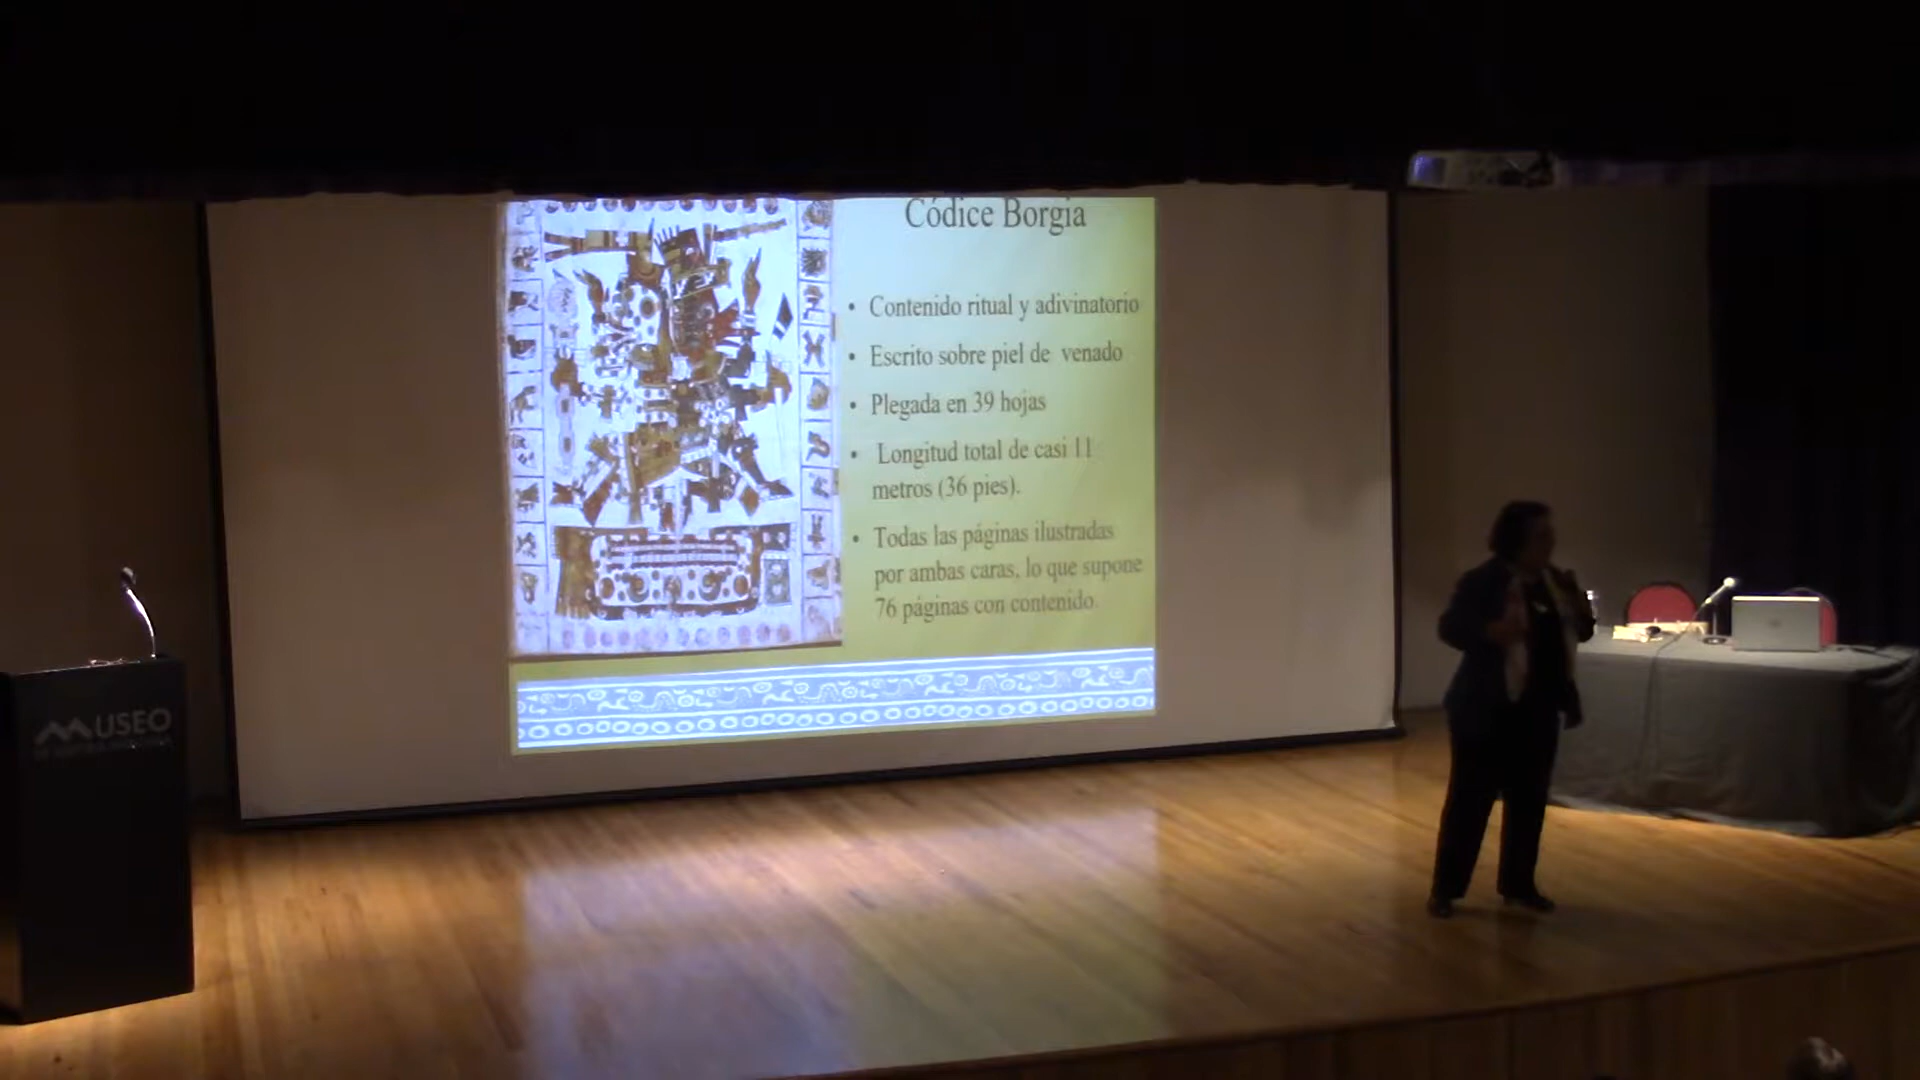 Códice Borgia
• Contenido ritual y adivinatorio
• Escrito sobre piel de venado
• Plegada en 39 hojas
• Longitud total de casi 11
metros (36 pies).
• Todas las páginas ilustradas
por ambas caras, lo que supone
76 páginas con contenido.
MUSEO